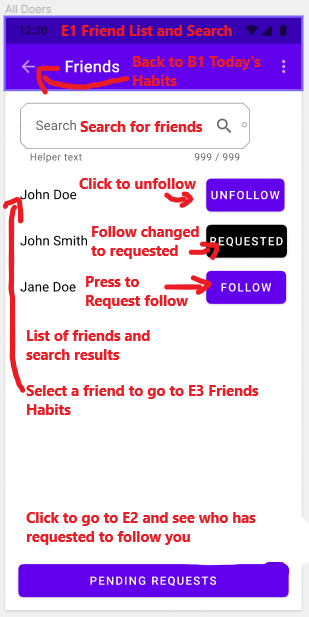 All Doers
12:30 E1 Friend List and Search
Friends Back to B1 Today's
Habits
Search Search for friends
Helper text 999 / 999
Click to unfollow
John Doe UNFOLLOW
Follow changed
John Smith to requested REQUESTED
Press to
Jane Doe Request follow FOLLOW
List of friends and
search results
Select a friend to go to E3 Friends
Habits
Click to go to E2 and see who has
requested to follow you
PENDING REQUESTS